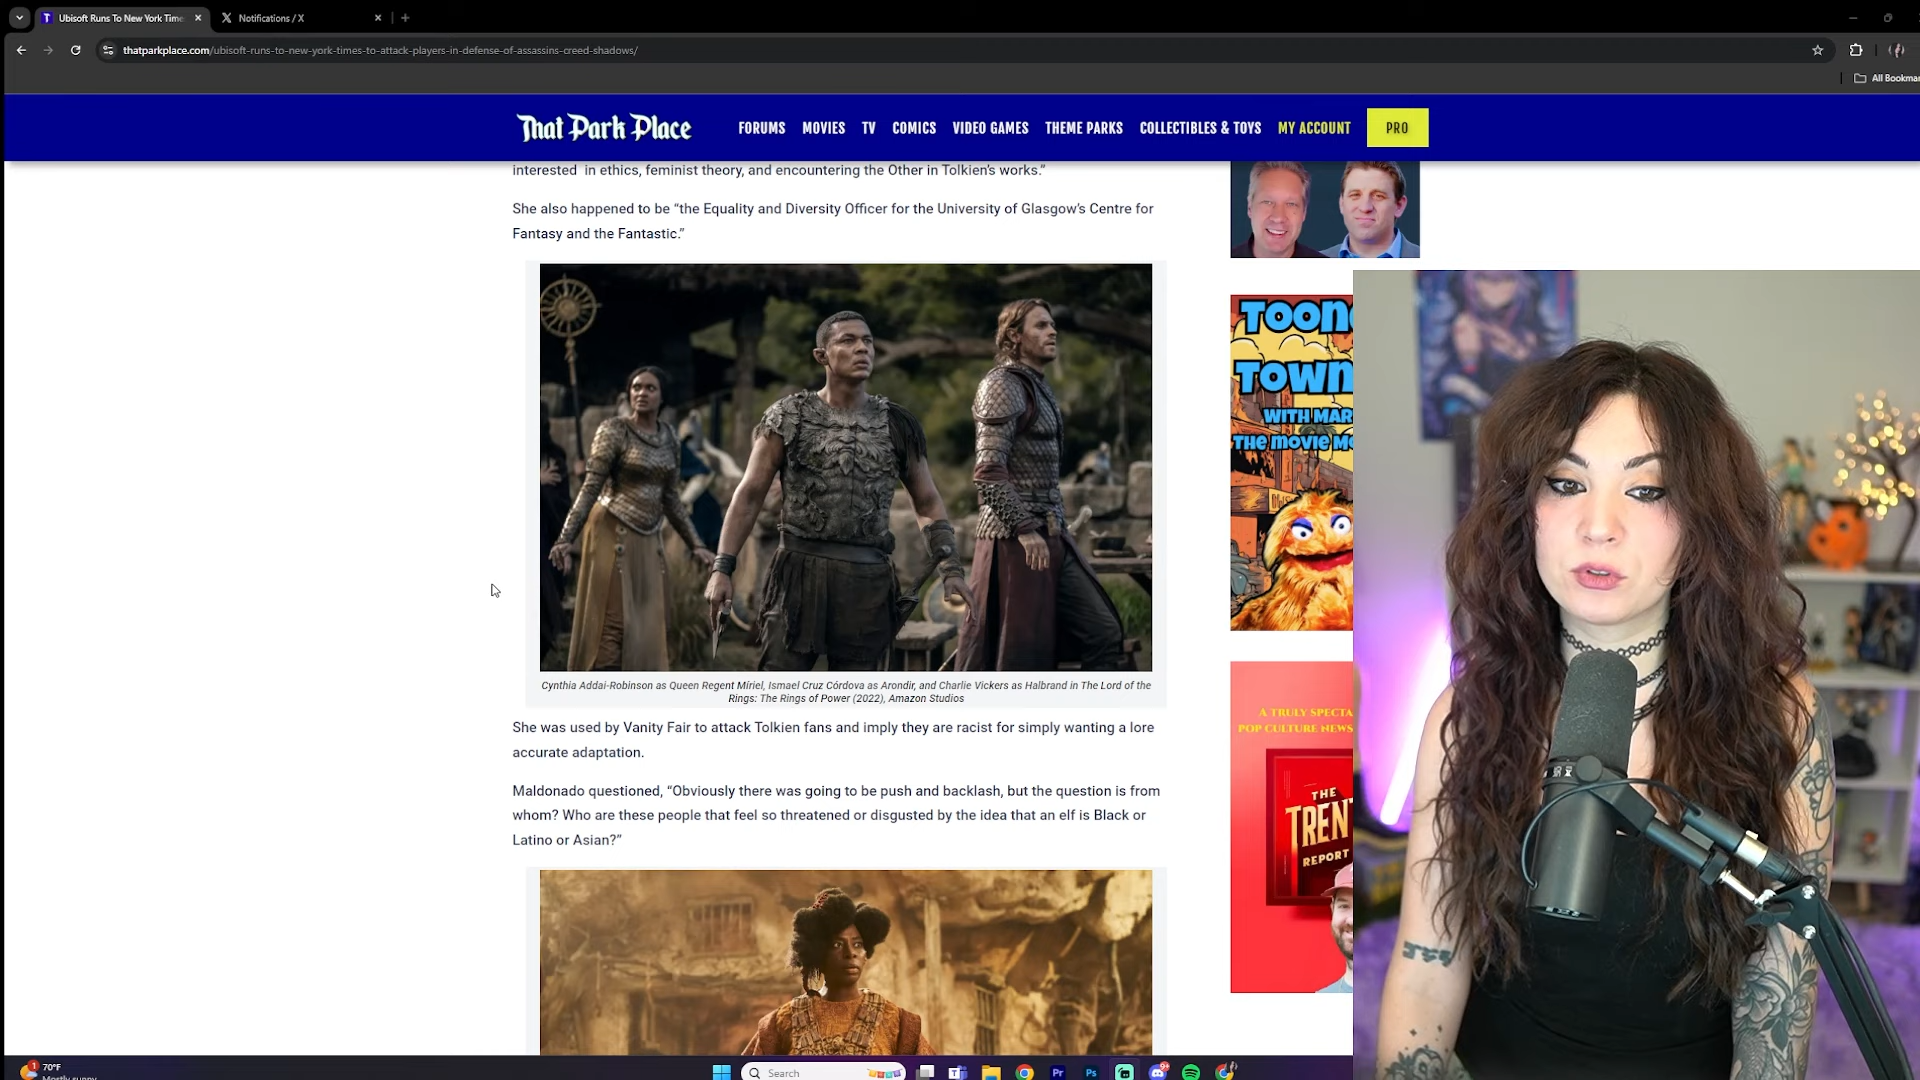 Ubisoft Runs To New York Time
Notifications / X
thatparkplace.com/ubisoft-runs-to-new-york-times-to-attack-players-in-defense-of-assassins-creed-shadows/
All Bookmar
That Park Place
FORUMS MOVIES TV COMICS VIDEO GAMES THEME PARKS COLLECTIBLES & TOYS MY ACCOUNT PRO
interested in ethics, feminist theory, and encountering the Other in Tolkien's works.”
She also happened to be “the Equality and Diversity Officer for the University of Glasgow's Centre for
Fantasy and the Fantastic.”
Cynthia Addai-Robinson as Queen Regent Míriel, Ismael Cruz Córdova as Arondir, and Charlie Vickers as Halbrand in The Lord of the
Rings: The Rings of Power (2022), Amazon Studios
She was used by Vanity Fair to attack Tolkien fans and imply they are racist for simply wanting a lore
accurate adaptation.
Maldonado questioned, “Obviously there was going to be push and backlash, but the question is from
whom? Who are these people that feel so threatened or disgusted by the idea that an elf is Black or
Latino or Asian?”
TOON
TOWN
WITH MAR
THE MOVIE MO
A TRULY SPECTA
POP CULTURE NEWS
THE
TREN
REPORT
70°F
Mostly sunny
Search